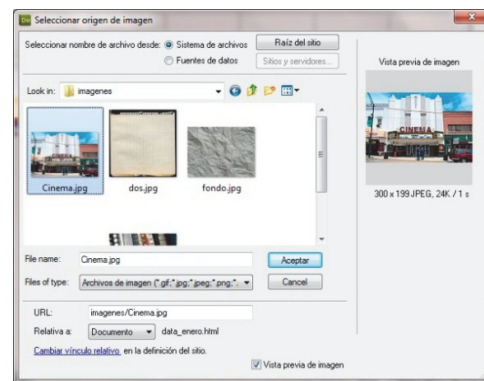 Dw Seleccionar origen de imagen
Seleccionar nombre de archivo desde: Sistema de archivos Raíz del sitio
Fuentes de datos Sitios y servidores...
Vista previa de imagen
Look in: imagenes
CINEMA
Cinema.jpg dos.jpg fondo.jpg
300 x 199 JPEG, 24K / 1 s
File name: Cinema.jpg Aceptar
Files of type: Archivos de imagen (*.gif;*.jpg;*.jpeg;*.png;*. Cancel
URL: imagenes/Cinema.jpg
Relativa a: Documento data_enero.html
Cambiar vínculo relativo en la definición del sitio.
Vista previa de imagen